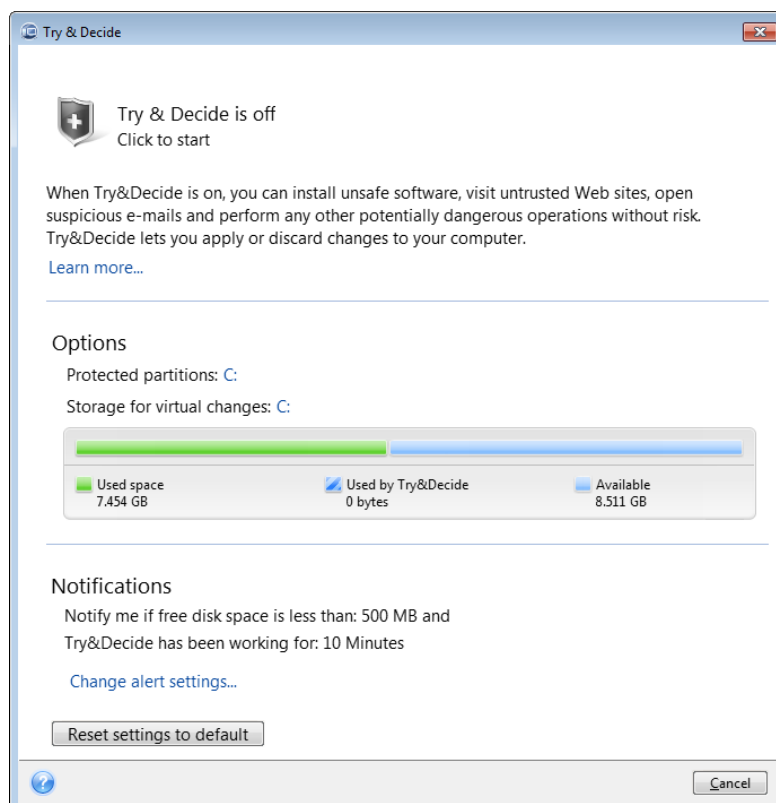 Try & Decide
Try & Decide is off
Click to start
When Try&Decide is on, you can install unsafe software, visit untrusted Web sites, open
suspicious e-mails and perform any other potentially dangerous operations without risk.
Try&Decide lets you apply or discard changes to your computer.
Learn more...
Options
Protected partitions: C:
Storage for virtual changes: C:
Used space
7.454 GB
Used by Try&Decide
0 bytes
Available
8.511 GB
Notifications
Notify me if free disk space is less than: 500 MB and
Try&Decide has been working for: 10 Minutes
Change alert settings...
Reset settings to default
?
Cancel